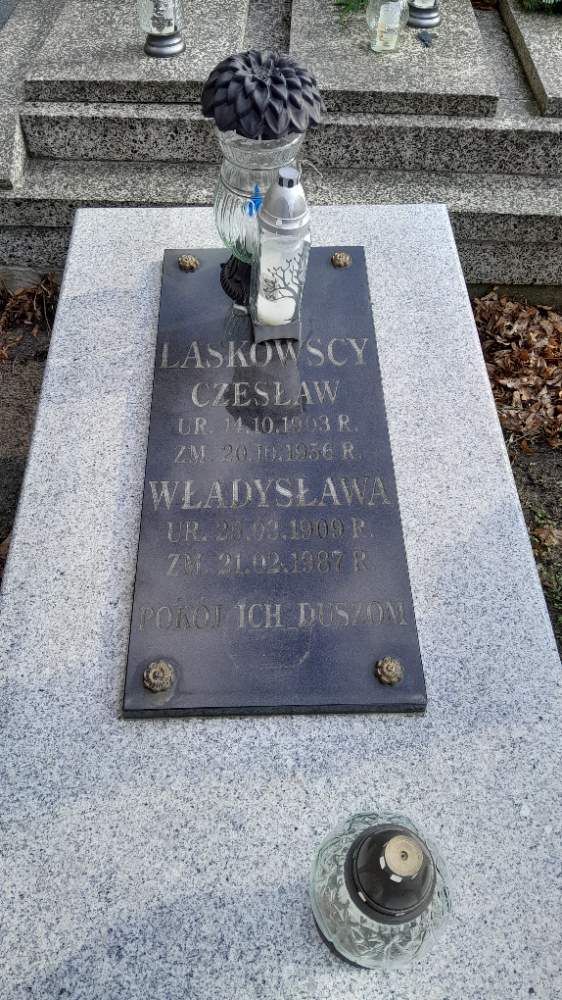 LASKOWSCY
CZESŁAW
UR. 14.10.1903 R.
ZM. 20.10.1956 R.
WŁADYSŁAWA
UR. 25.03.1909 R.
ZM. 21.02.1987 R
POKÓJ ICH DUSZOM